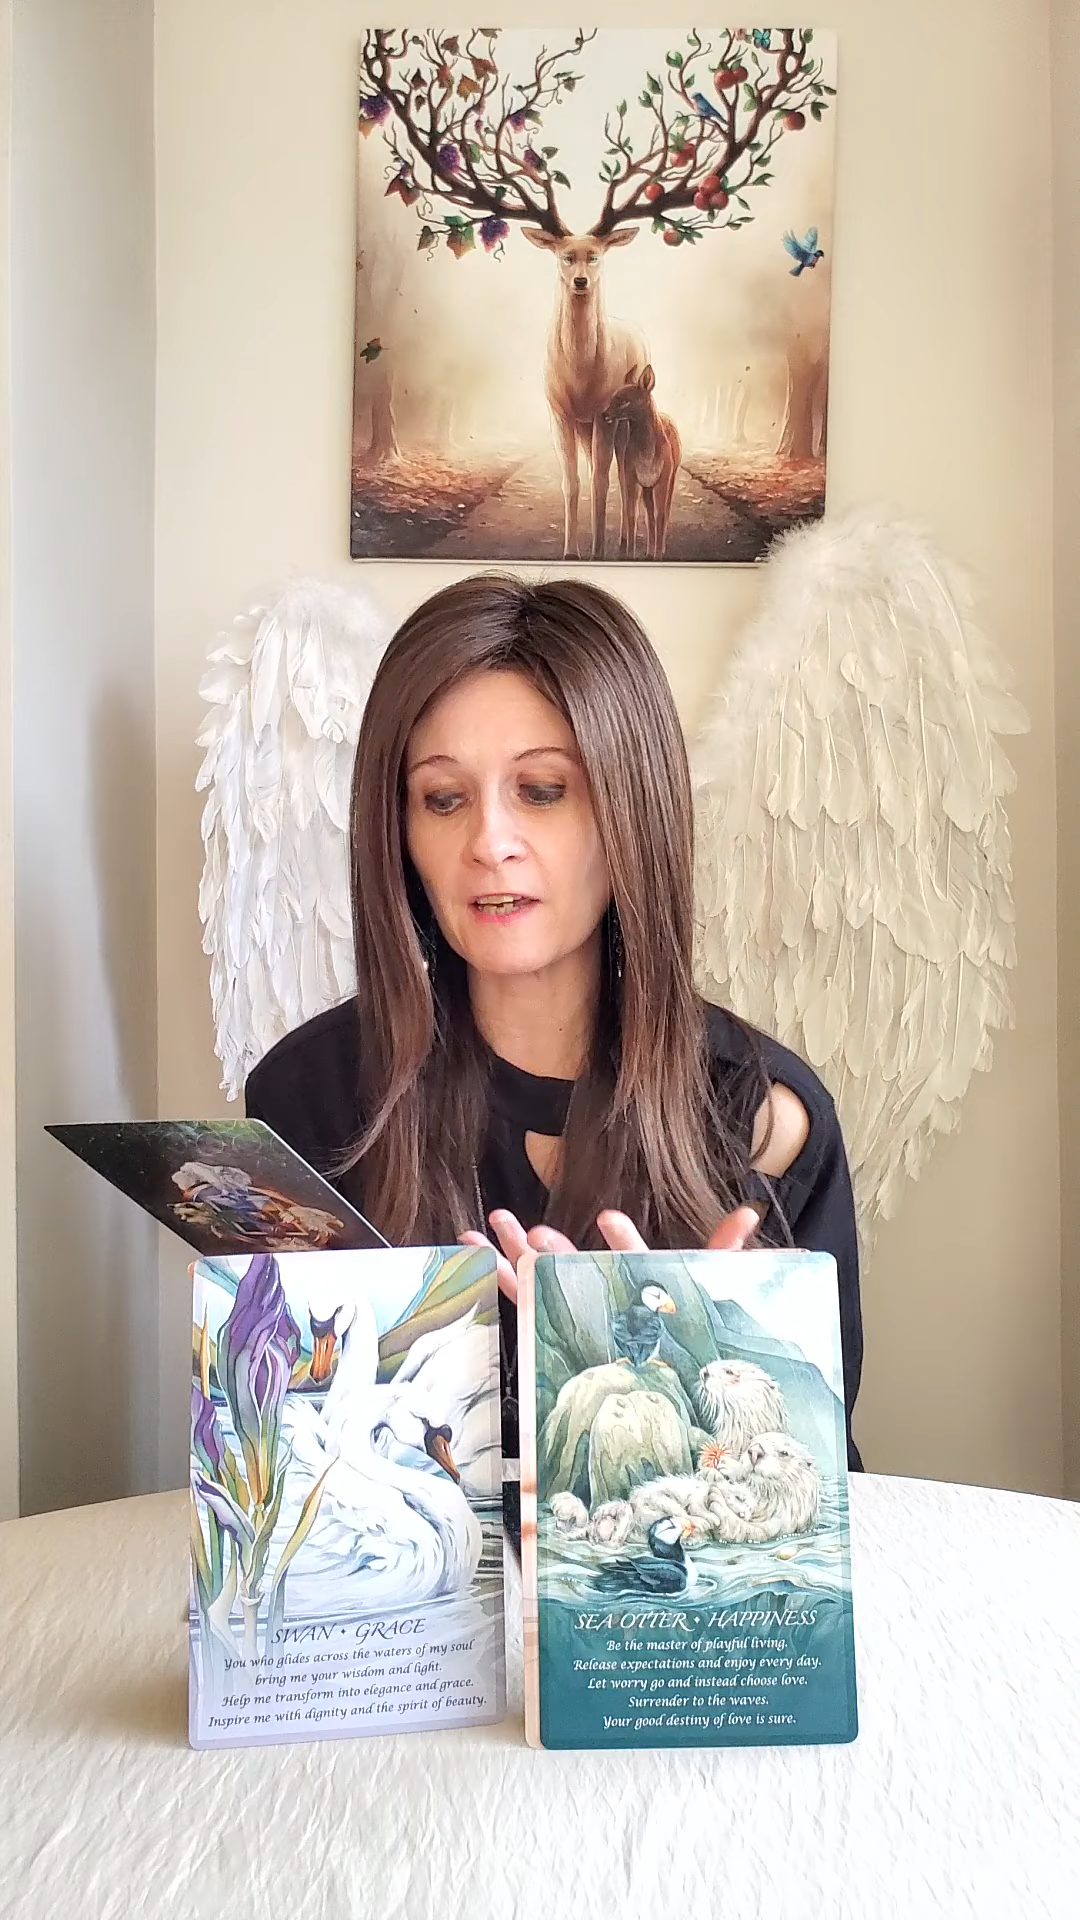 SWAN • GRACE
You who glides across the waters of my soul
bring me your wisdom and light.
Help me transform into elegance and grace.
Inspire me with dignity and the spirit of beauty.
SEA OTTER • HAPPINESS
Be the master of playful living.
Release expectations and enjoy every day.
Let worry go and instead choose love.
Surrender to the waves.
Your good destiny of love is sure.